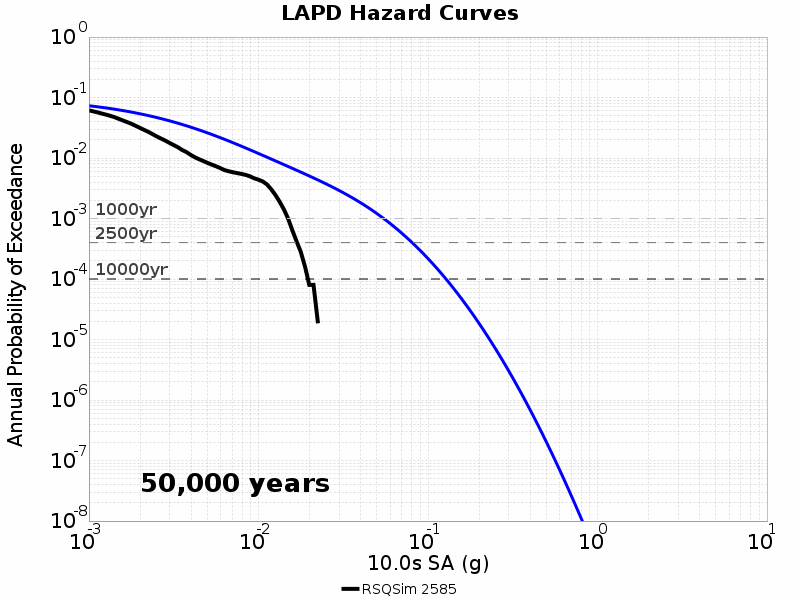 LAPD Hazard Curves
Annual Probability of Exceedance
10^0
10^-1
10^-2
10^-3
10^-4
10^-5
10^-6
10^-7
10^-8
1000yr
2500yr
10000yr
50,000 years
10^-3 10^-2 10^-1 10^0 10^1
10.0s SA (g)
RSQSim 2585